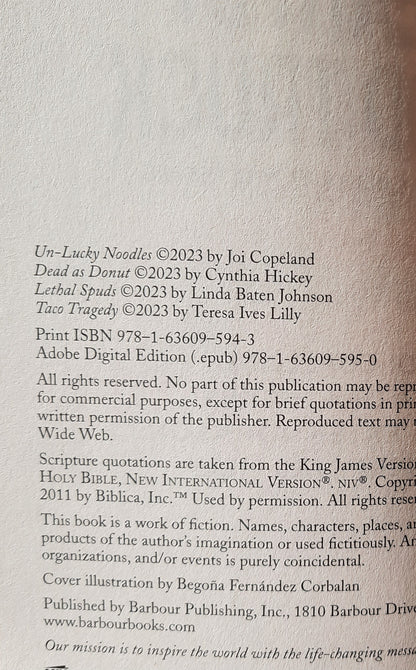 Un-Lucky Noodles ©2023 by Joi Copeland
Dead as Donut ©2023 by Cynthia Hickey
Lethal Spuds ©2023 by Linda Baten Johnson
Taco Tragedy ©2023 by Teresa Ives Lilly
Print ISBN 978–1–63609–594-3
Adobe Digital Edition (.epub) 978–1–63609–595-0
All rights reserved. No part of this publication may be repr
for commercial purposes, except for brief quotations in prin
written permission of the publisher. Reproduced text may n
Wide Web.
Scripture quotations are taken from the King James Version
HOLY BIBLE, NEW INTERNATIONAL VERSION®. NIV®. Copyri
2011 by Biblica, Inc.™ Used by permission. All rights reser
This book is a work of fiction. Names, characters, places, an
products of the author's imagination or used fictitiously. An
organizations, and/or events is purely coincidental.
Cover illustration by Begoña Fernández Corbalan
Published by Barbour Publishing, Inc., 1810 Barbour Drive
www.barbourbooks.com
Our mission is to inspire the world with the life-changing messa